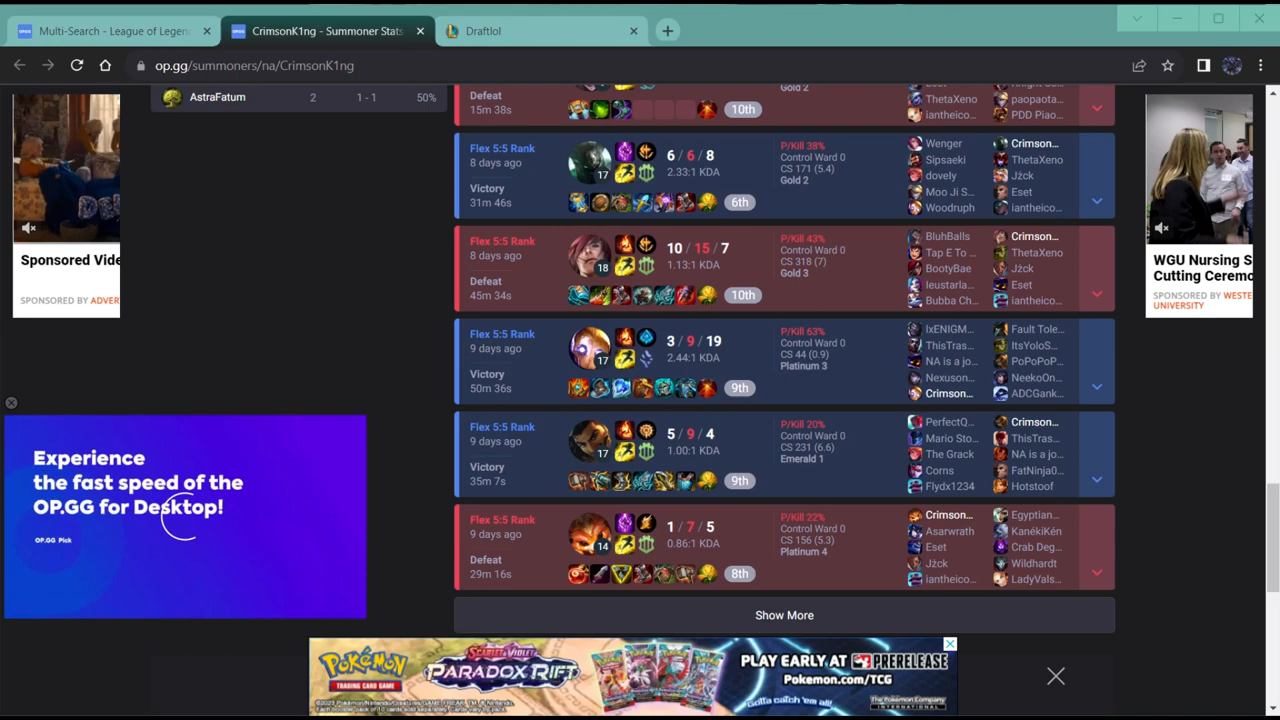 Multi-Search - League of Legen
CrimsonK1ng - Summoner Stats
Draftlol
op.gg/summoners/na/CrimsonK1ng
AstraFatum 2 1 - 1 50%
Defeat
15m 38s
10th
Gold 2
ThetaXeno
iantheico...
paopaota...
PDD Piao...
Flex 5:5 Rank
8 days ago
Victory
31m 46s
17
6 / 6 / 8
2.33:1 KDA
6th
P/Kill 38%
Control Ward 0
CS 171 (5.4)
Gold 2
Wenger
Sipsaeki
dovely
Moo Ji S...
Woodruph
Crimson...
ThetaXeno
Jżck
Eset
iantheico...
Flex 5:5 Rank
8 days ago
Defeat
45m 34s
18
10 / 15 / 7
1.13:1 KDA
10th
P/Kill 43%
Control Ward 0
CS 318 (7)
Gold 3
BluhBalls
Tap E To ...
BootyBae
leustarla...
Bubba Ch...
Crimson...
ThetaXeno
Jżck
Eset
iantheico...
Flex 5:5 Rank
9 days ago
Victory
50m 36s
17
3 / 9 / 19
2.44:1 KDA
9th
P/Kill 63%
Control Ward 0
CS 44 (0.9)
Platinum 3
IxENIGM...
ThisTras...
NA is a jo...
Nexuson...
Crimson...
Fault Tole...
ItsYoloS...
PoPoPoP...
NeekoOn...
ADCGank...
Flex 5:5 Rank
9 days ago
Victory
35m 7s
17
5 / 9 / 4
1.00:1 KDA
9th
P/Kill 20%
Control Ward 0
CS 231 (6.6)
Emerald 1
PerfectQ...
Mario Sto...
The Grack
Corns
Flydx1234
Crimson...
ThisTras...
NA is a jo...
FatNinja0...
Hotstoof
Flex 5:5 Rank
9 days ago
Defeat
29m 16s
14
1 / 7 / 5
0.86:1 KDA
8th
P/Kill 22%
Control Ward 0
CS 156 (5.3)
Platinum 4
Crimson...
Asarwrath
Eset
Jżck
iantheico...
Egyptian...
KanékiKén
Crab Deg...
Wildhardt
LadyVals...
Show More
Sponsored Vide
SPONSORED BY ADVER
Experience
the fast speed of the
OP.GG for Desktop!
OP.GG Pick
WGU Nursing S
Cutting Ceremo
SPONSORED BY WESTE
UNIVERSITY
Pokémon
TRADING CARD GAME
SCARLET & VIOLET
PARADOX RIFT
PLAY EARLY AT PRERELEASE
Pokemon.com/TCG
Gotta catch 'em all!
The Pokémon Company
INTERNATIONAL